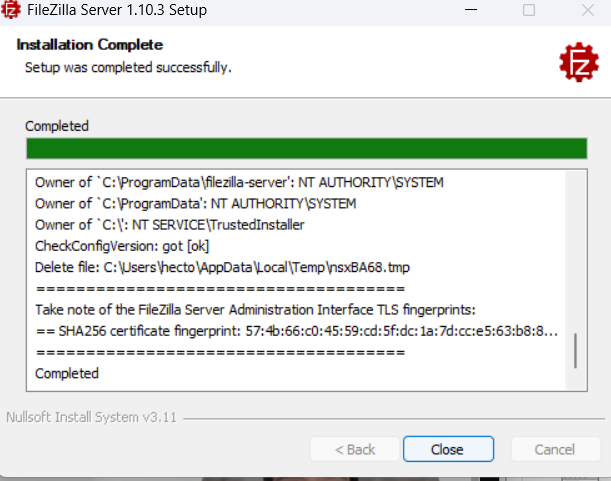 FileZilla Server 1.10.3 Setup
Installation Complete
Setup was completed successfully.
Fz
Completed
Owner of `C:\ProgramData\filezilla-server': NT AUTHORITY\SYSTEM
Owner of `C:\ProgramData': NT AUTHORITY\SYSTEM
Owner of `C:\': NT SERVICE\TrustedInstaller
CheckConfigVersion: got [ok]
Delete file: C:\Users\hecto\AppData\Local\Temp\nsxBA68.tmp
=====================================
Take note of the FileZilla Server Administration Interface TLS fingerprints:
== SHA256 certificate fingerprint: 57:4b:66:c0:45:59:cd:5f:dc:1a:7d:cc:e5:63:b8:8...
=====================================
Completed
Nullsoft Install System v3.11
< Back Close Cancel